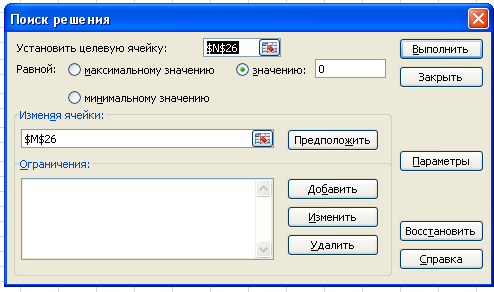 Поиск решения
Установить целевую ячейку: $N$26 Выполнить
Равной: максимальному значению значению: 0 Закрыть
минимальному значению
Изменяя ячейки:
$M$26 Предположить Параметры
Ограничения:
Добавить
Изменить Восстановить
Удалить Справка